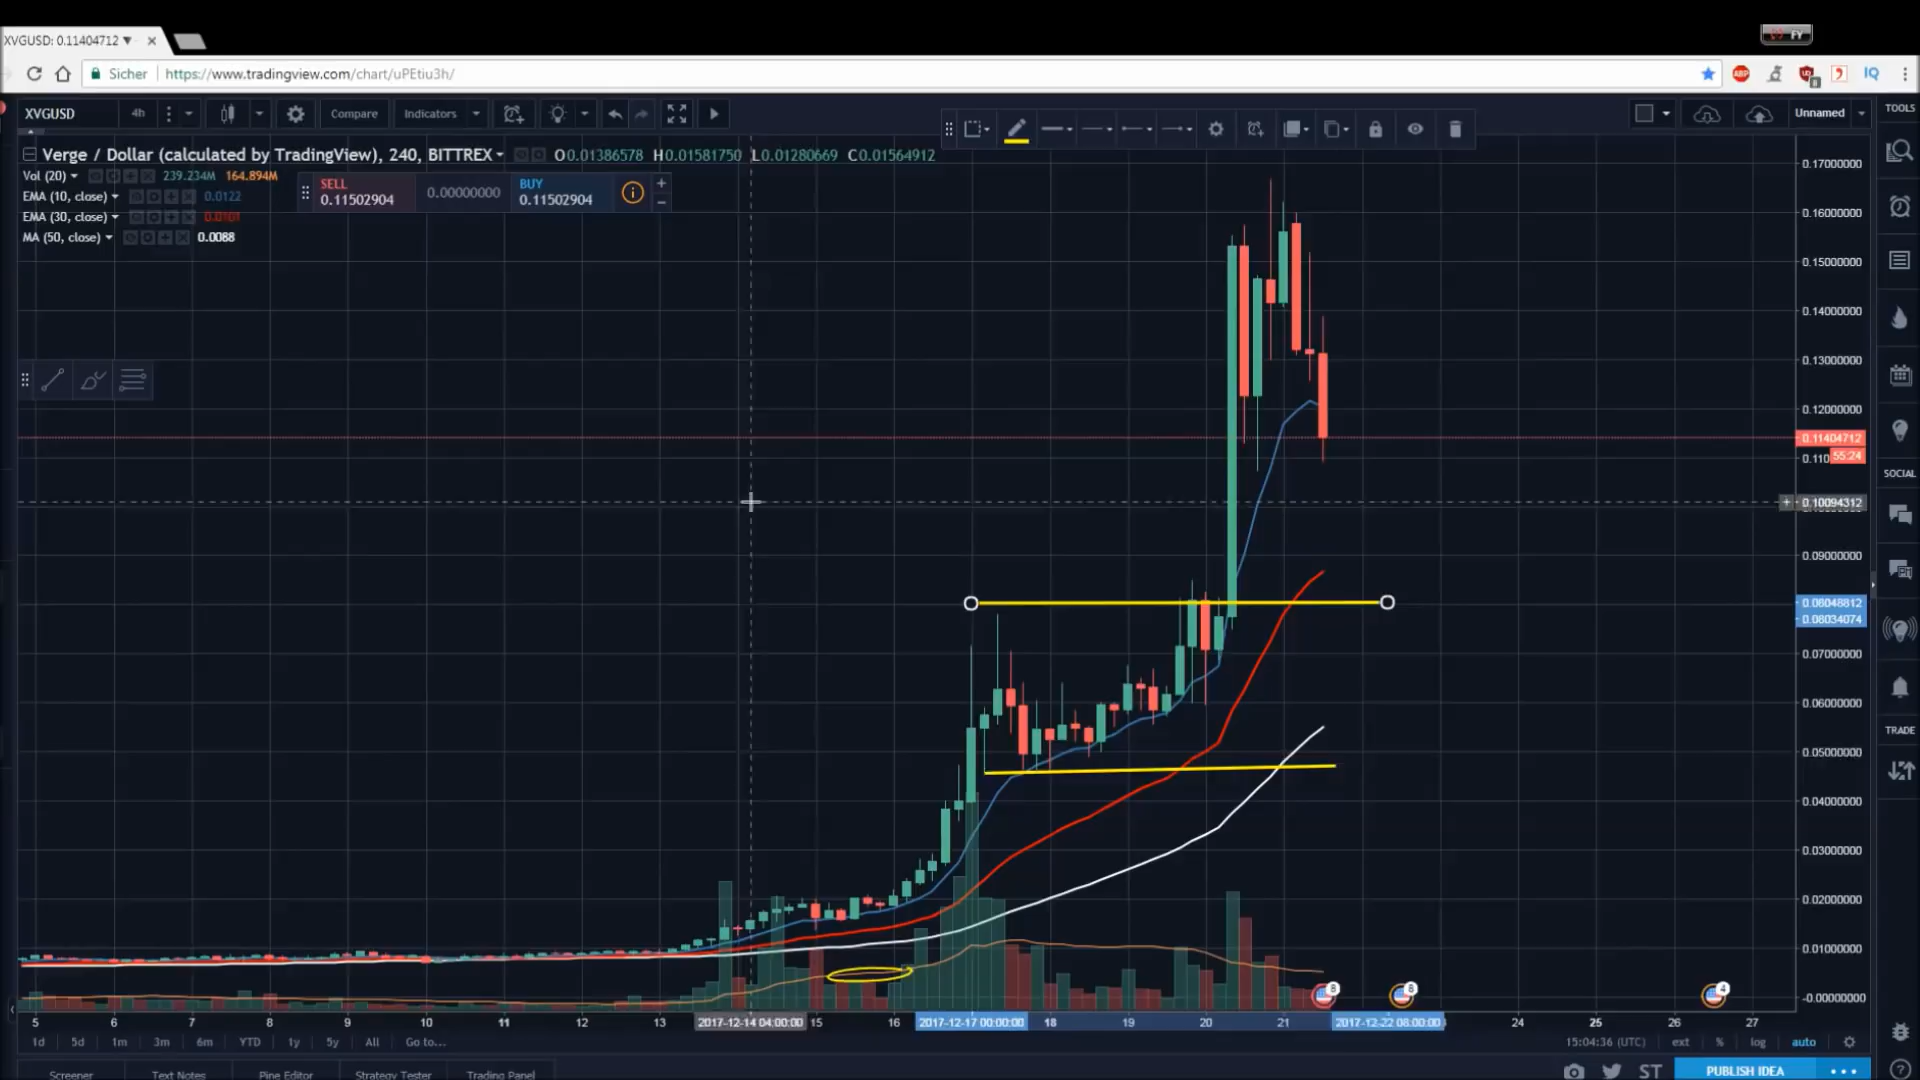 XVGUSD: 0.11404712 ▼
FY
Sicher https://www.tradingview.com/chart/uPEtiu3h/
ABP IQ
XVGUSD 4h Compare Indicators Unnamed TOOLS
Verge / Dollar (calculated by TradingView), 240, BITTREX O0.01386578 H0.01581750 L0.01280669 C0.01564912
Vol (20) 239.234M 164.894M
EMA (10, close) 0.0122
EMA (30, close) 0.0101
MA (50, close) 0.0088
SELL 0.11502904 0.00000000 BUY 0.11502904
0.17000000
0.16000000
0.15000000
0.14000000
0.13000000
0.12000000
0.11404712
0.110 55:24
SOCIAL
0.10094312
0.09000000
0.08034074
0.07000000
0.06000000
TRADE
0.05000000
0.04000000
0.03000000
0.02000000
0.01000000
-0.00000000
8 8 4
5 6 7 8 9 10 11 12 13 2017-12-14 04:00:00 15 16 2017-12-17 00:00:00 18 19 20 21 2017-12-22 08:00:00 24 25 26 27
1d 5d 1m 3m 6m YTD 1y 5y All Go to... 15:04:36 (UTC) ext % log auto
Screener Text Notes Pine Editor Strategy Tester Trading Panel ST PUBLISH IDEA